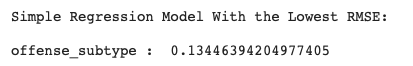 Simple Regression Model With the Lowest RMSE:
offense_subtype :  0.13446394204977405